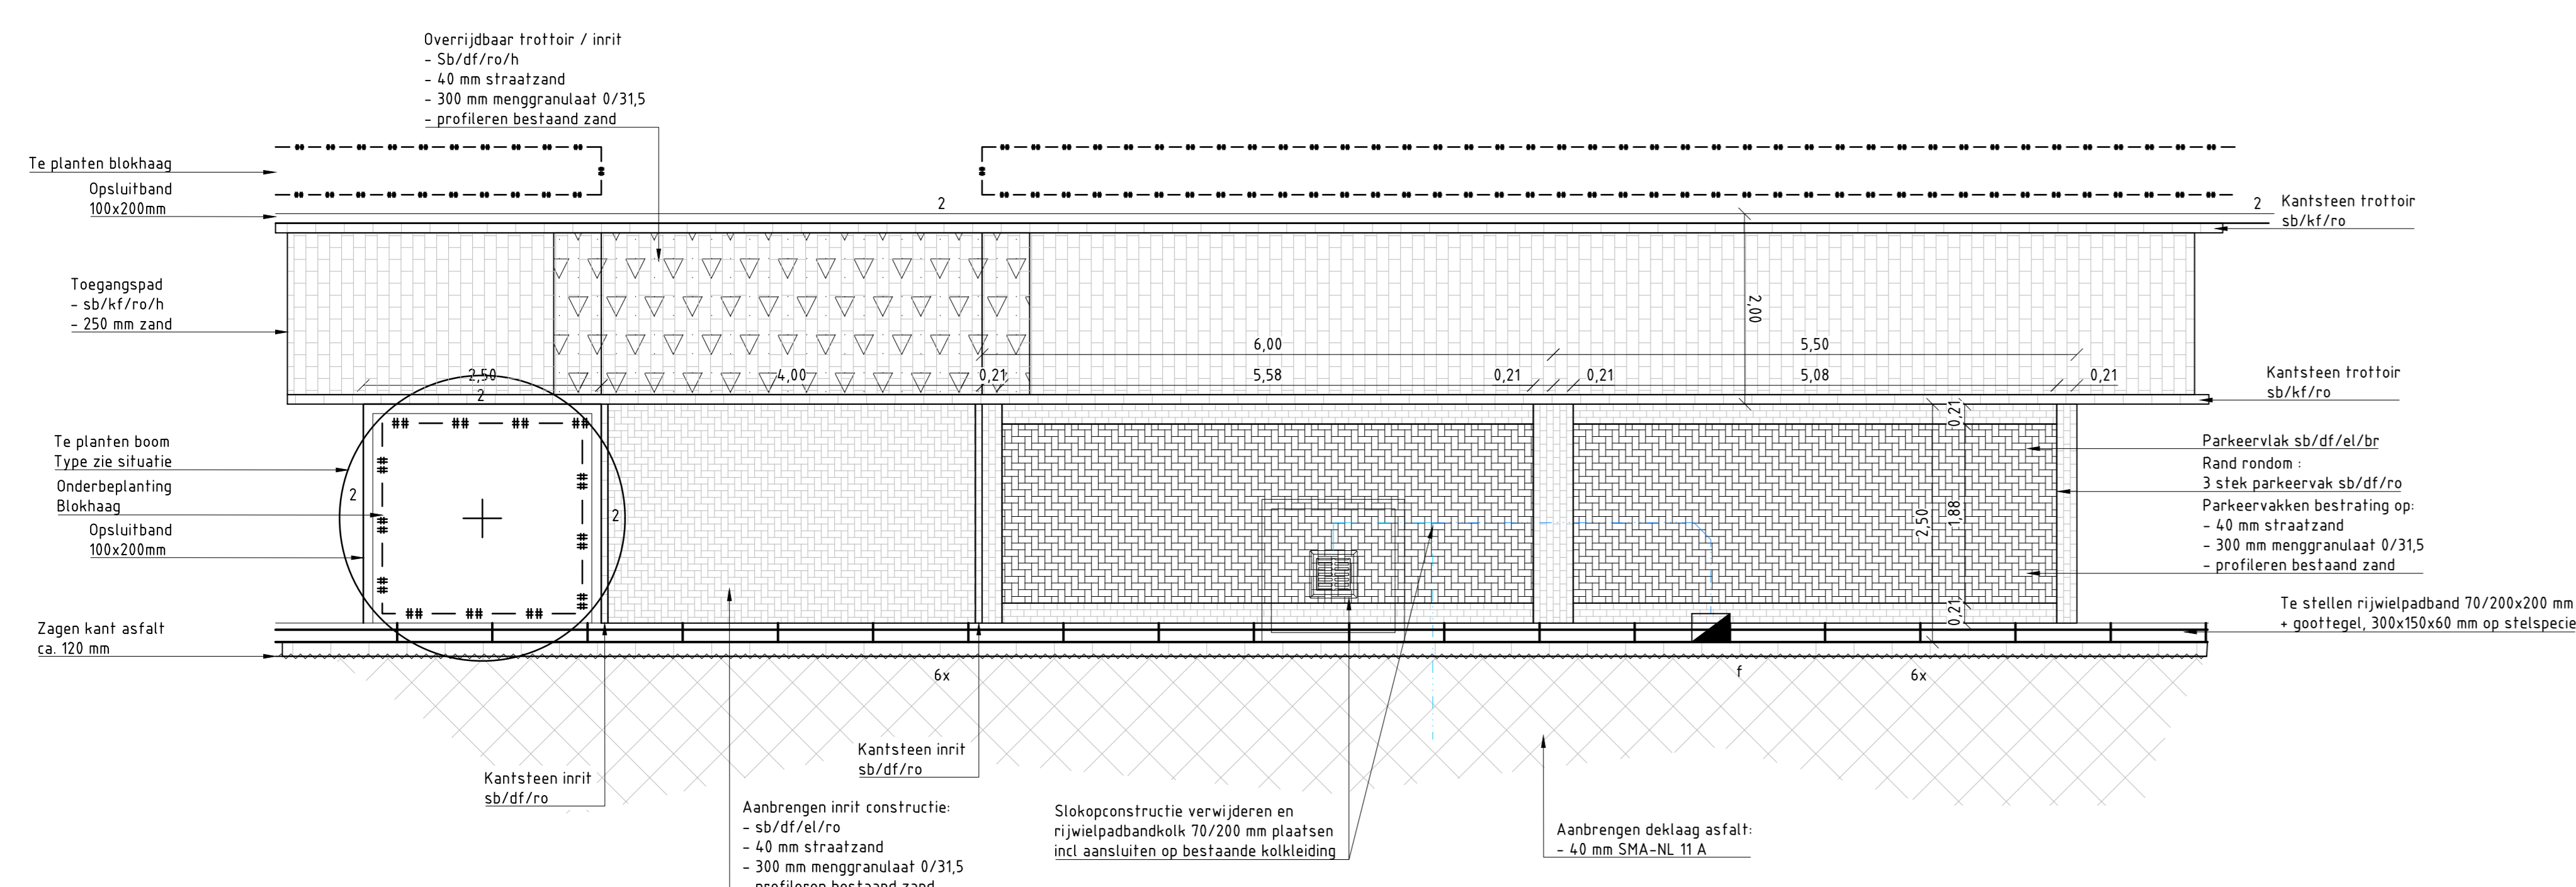 Overrijdbaar trottoir / inrit
- Sb/df/ro/h
- 40 mm straatzand
- 300 mm menggranulaat 0/31,5
- profileren bestaand zand
Te planten blokhaag
Opsluitband
100x200mm
2
2
Kantsteen trottoir
sb/kf/ro
Toegangspad
- sb/kf/ro/h
- 250 mm zand
2,00
6,00
5,50
2,50
4,00
0,21
5,58
0,21
0,21
5,08
0,21
2
Kantsteen trottoir
sb/kf/ro
0,21
Te planten boom
Type zie situatie
Onderbeplanting
Blokhaag
Opsluitband
100x200mm
##
##
##
##
##
##
##
##
##
##
##
##
##
##
2
2
2,50
1,88
0,21
Parkeervlak sb/df/el/br
Rand rondom :
3 stek parkeervak sb/df/ro
Parkeervakken bestrating op:
- 40 mm straatzand
- 300 mm menggranulaat 0/31,5
- profileren bestaand zand
Te stellen rijwielpadband 70/200x200 mm
+ goottegel, 300x150x60 mm op stelspecie
Zagen kant asfalt
ca. 120 mm
6x
f
6x
Kantsteen inrit
sb/df/ro
Kantsteen inrit
sb/df/ro
Aanbrengen inrit constructie:
- sb/df/el/ro
- 40 mm straatzand
- 300 mm menggranulaat 0/31,5
- profileren bestaand zand
Slokopconstructie verwijderen en
rijwielpadbandkolk 70/200 mm plaatsen
incl aansluiten op bestaande kolkleiding
Aanbrengen deklaag asfalt:
- 40 mm SMA-NL 11 A